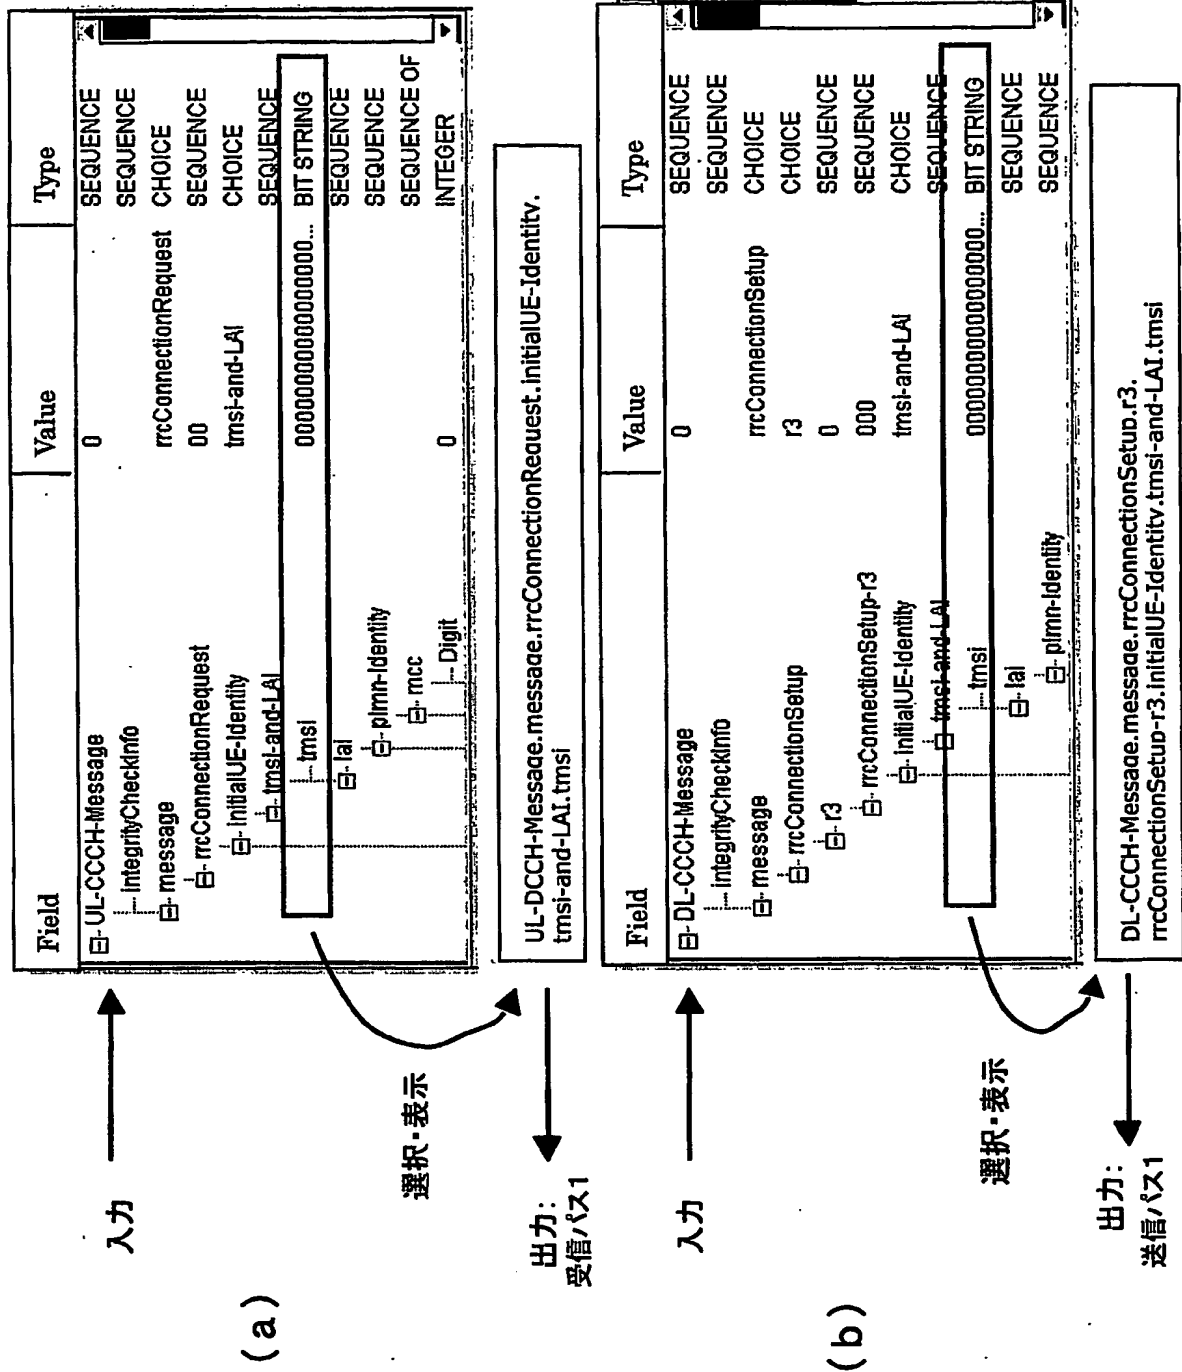 (a)
入力
Field Value Type
UL-CCCH-Message 0 SEQUENCE
integrityCheckInfo SEQUENCE
message rrcConnectionRequest CHOICE
rrcConnectionRequest 00 SEQUENCE
initialUE-Identity tmsi-and-LAI CHOICE
tmsi-and-LAI SEQUENCE
tmsi 0000000000000000... BIT STRING
lai SEQUENCE
plmn-Identity SEQUENCE
mcc SEQUENCE OF
Digit 0 INTEGER
選択・表示
UL-DCCH-Message.message.rrcConnectionRequest.initialUE-Identity.
tmsi-and-LAI.tmsi
出力:
受信パス1
(b)
入力
Field Value Type
DL-CCCH-Message 0 SEQUENCE
integrityCheckInfo SEQUENCE
message rrcConnectionSetup CHOICE
rrcConnectionSetup r3 CHOICE
r3 0 SEQUENCE
rrcConnectionSetup-r3 000 SEQUENCE
initialUE-Identity tmsi-and-LAI CHOICE
tmsi-and-LAI SEQUENCE
tmsi 0000000000000000... BIT STRING
lai SEQUENCE
plmn-Identity SEQUENCE
選択・表示
DL-CCCH-Message.message.rrcConnectionSetup.r3.
rrcConnectionSetup-r3.initialUE-Identity.tmsi-and-LAI.tmsi
出力:
送信パス1